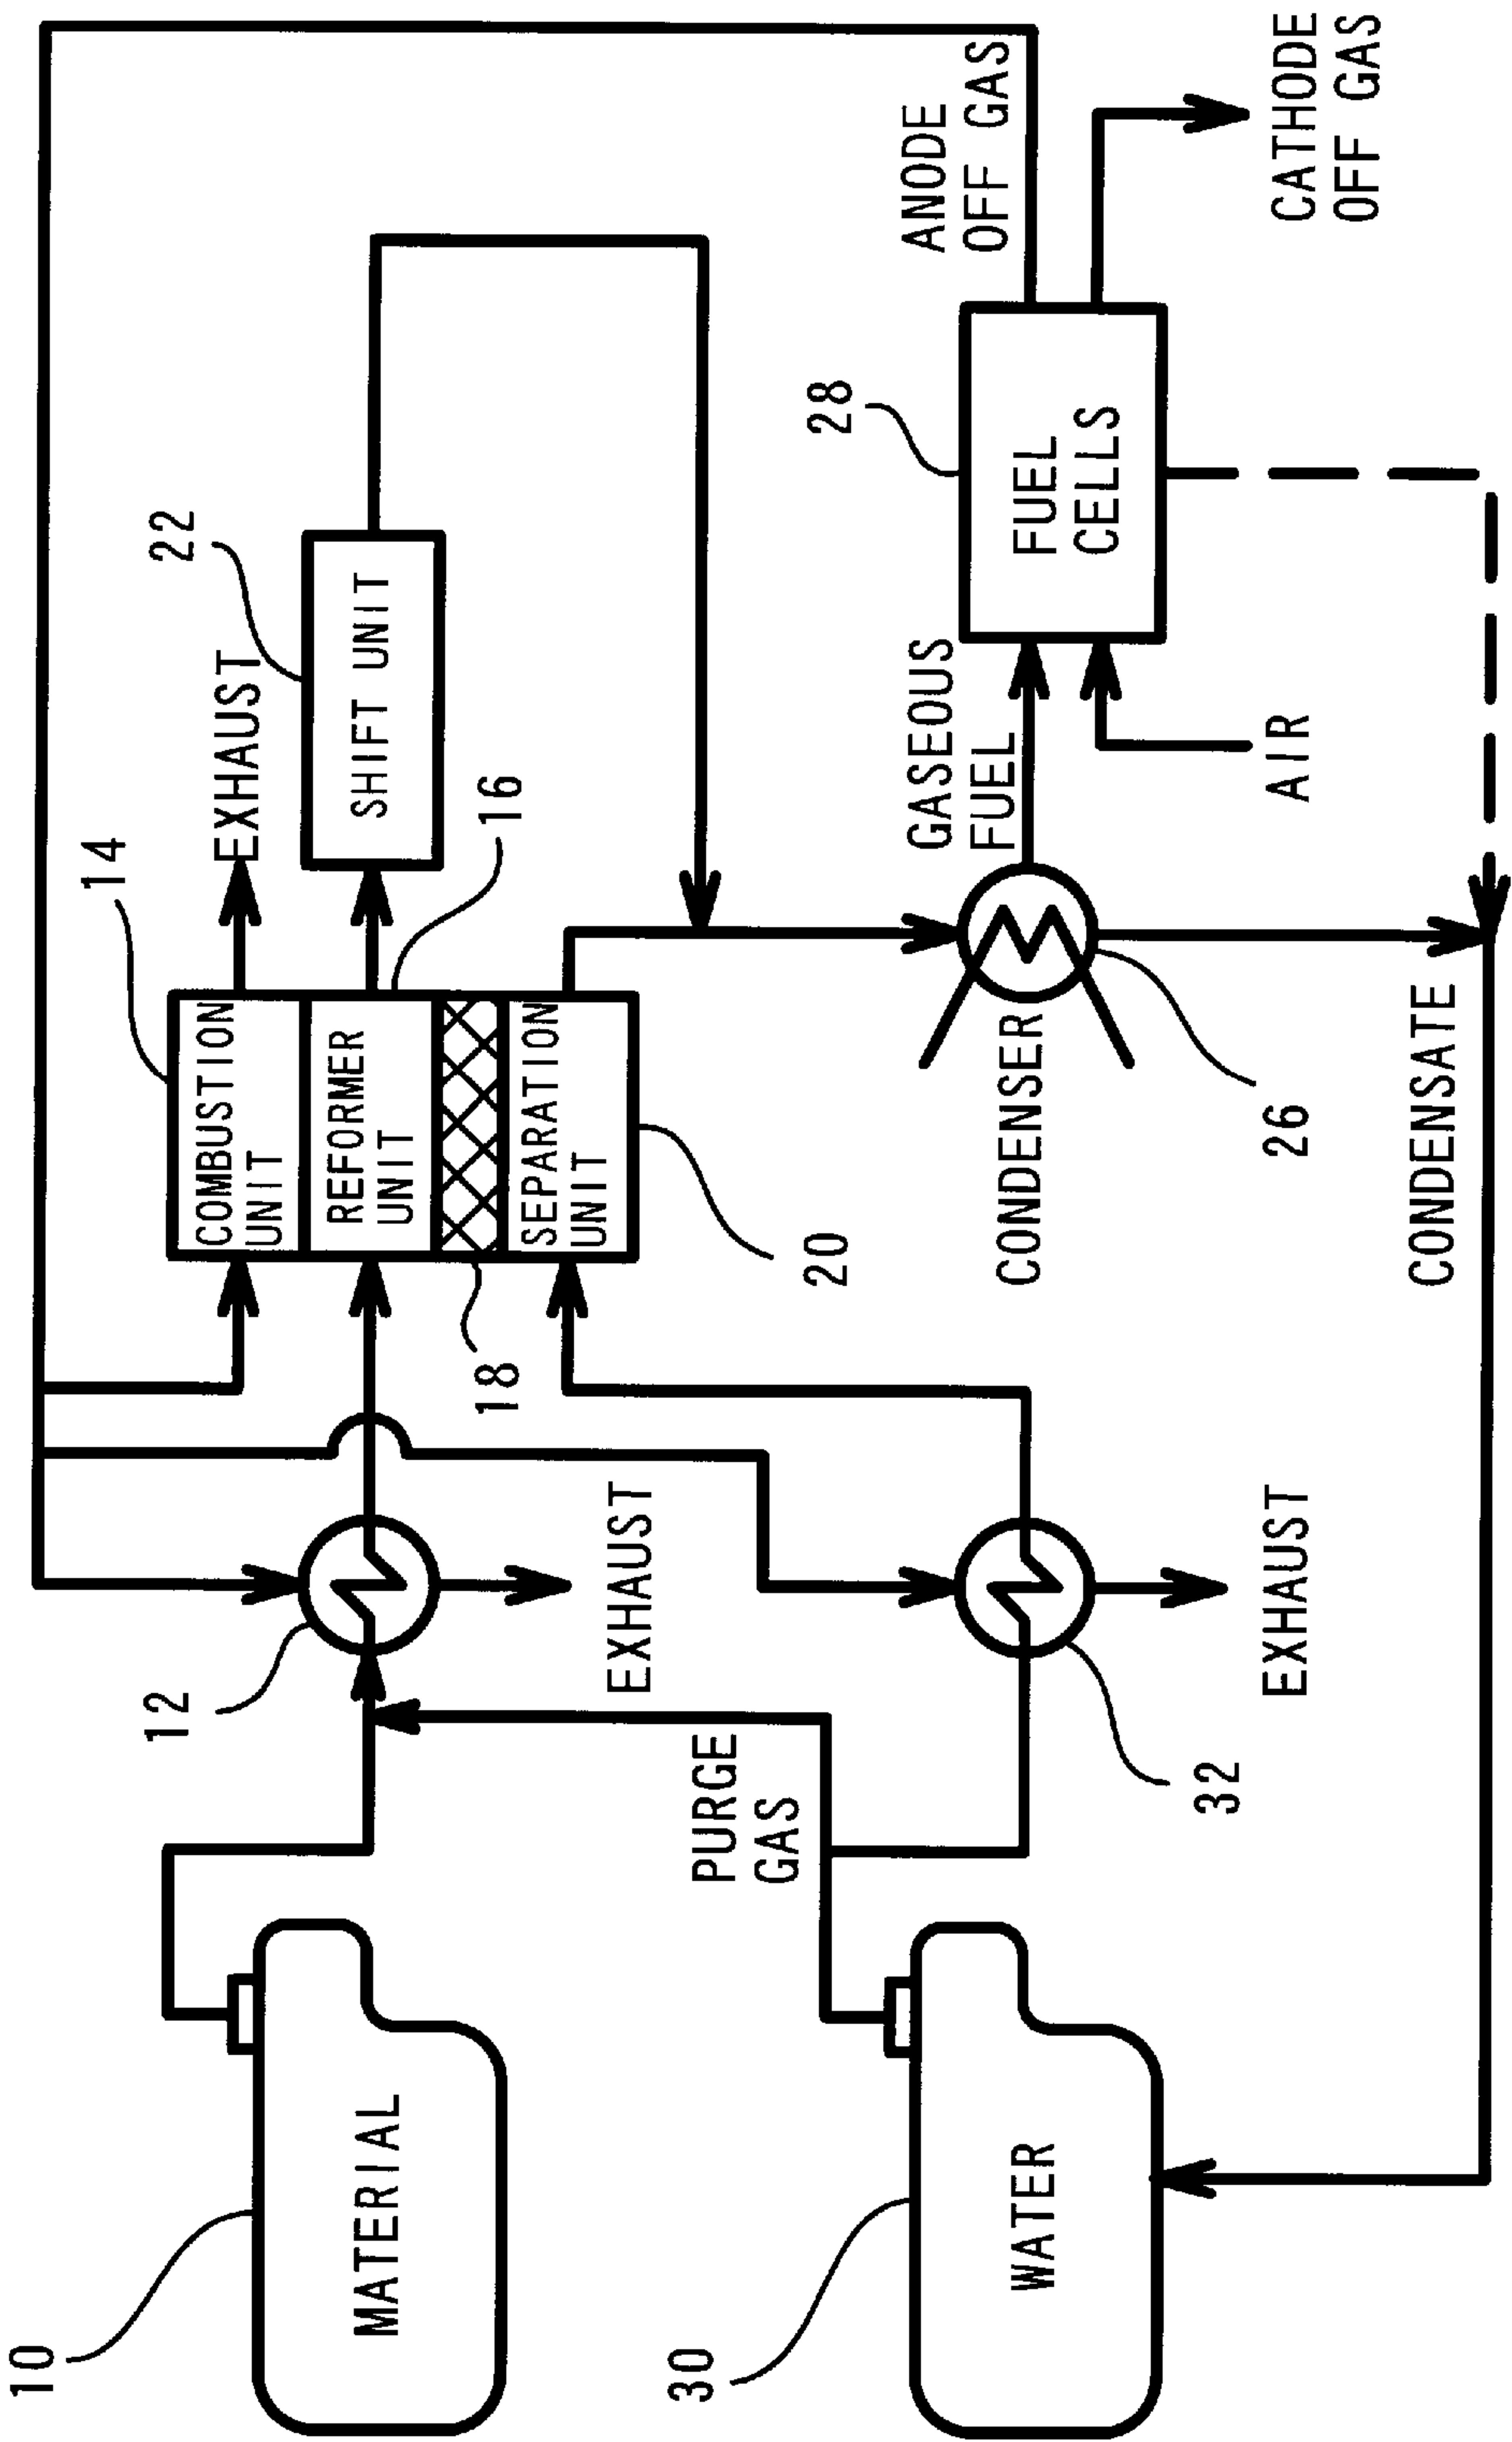 10
MATERIAL
12
EXHAUST
14
COMBUSTION
UNIT
EXHAUST
REFORMER
UNIT
16
18
SEPARATION
UNIT
20
22
SHIFT UNIT
30
WATER
PURGE
GAS
32
EXHAUST
CONDENSER
26
CONDENSATE
GASEOUS
FUEL
AIR
28
FUEL
CELLS
ANODE
OFF GAS
CATHODE
OFF GAS